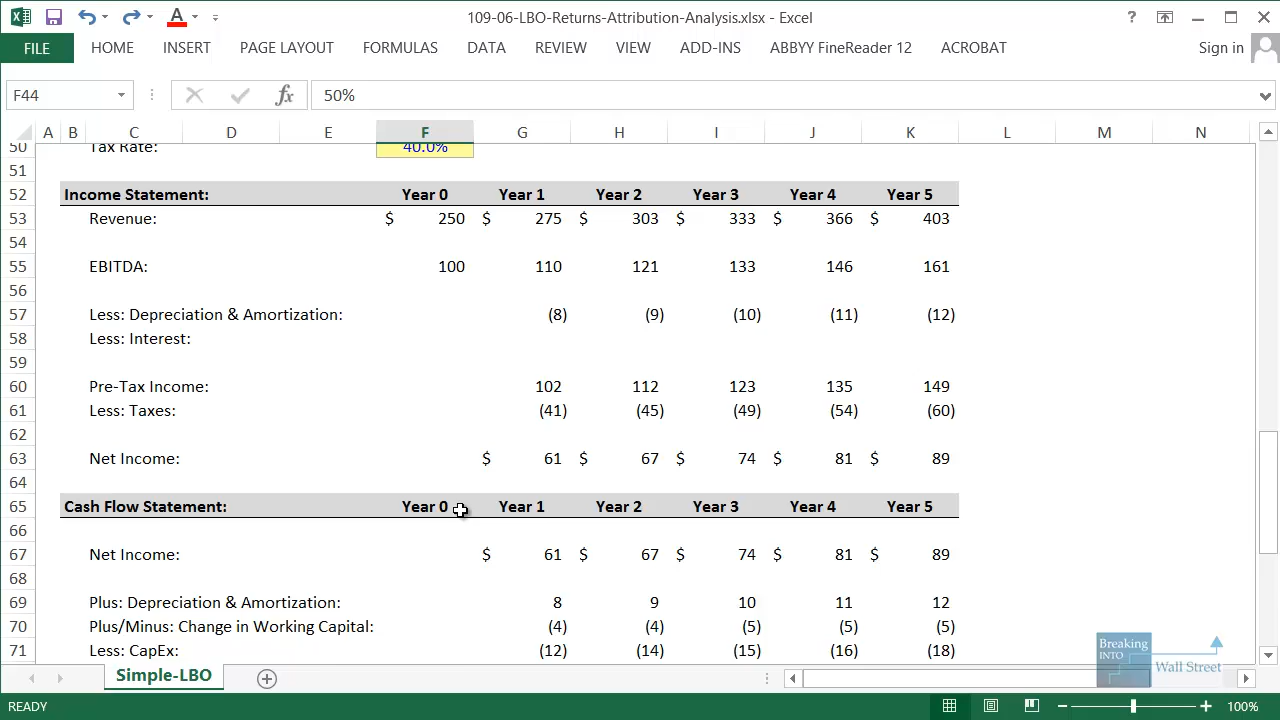 109-06-LBO-Returns-Attribution-Analysis.xlsx - Excel
FILE HOME INSERT PAGE LAYOUT FORMULAS DATA REVIEW VIEW ADD-INS ABBYY FineReader 12 ACROBAT Sign in
F44 fx 50%
A B C D E F G H I J K L M N
50 Tax Rate: 40.0%
51
52 Income Statement: Year 0 Year 1 Year 2 Year 3 Year 4 Year 5
53 Revenue: $ 250 $ 275 $ 303 $ 333 $ 366 $ 403
54
55 EBITDA: 100 110 121 133 146 161
56
57 Less: Depreciation & Amortization: (8) (9) (10) (11) (12)
58 Less: Interest:
59
60 Pre-Tax Income: 102 112 123 135 149
61 Less: Taxes: (41) (45) (49) (54) (60)
62
63 Net Income: $ 61 $ 67 $ 74 $ 81 $ 89
64
65 Cash Flow Statement: Year 0 Year 1 Year 2 Year 3 Year 4 Year 5
66
67 Net Income: $ 61 $ 67 $ 74 $ 81 $ 89
68
69 Plus: Depreciation & Amortization: 8 9 10 11 12
70 Plus/Minus: Change in Working Capital: (4) (4) (5) (5) (5)
71 Less: CapEx: (12) (14) (15) (16) (18)
Breaking
INTO
Wall Street
Simple-LBO
READY 100%